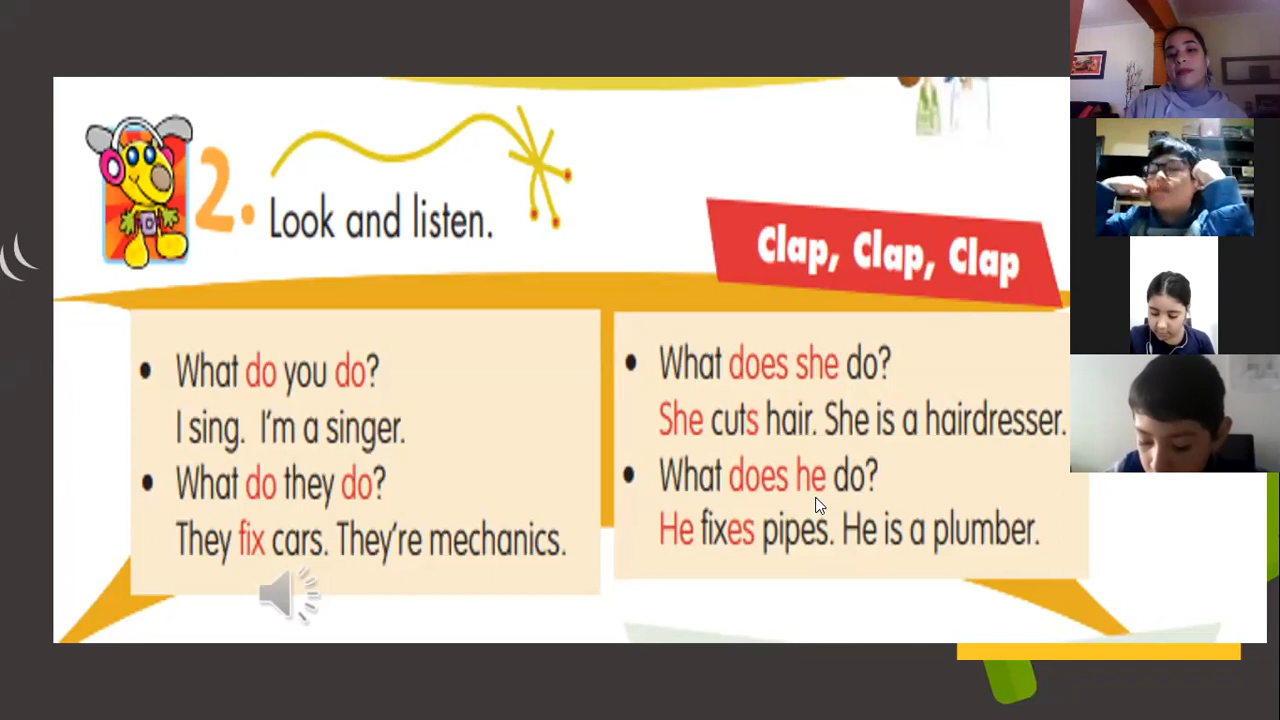 2. Look and listen.
Clap, Clap, Clap
• What do you do?
I sing. I'm a singer.
• What do they do?
They fix cars. They're mechanics.
• What does she do?
She cuts hair. She is a hairdresser.
• What does he do?
He fixes pipes. He is a plumber.